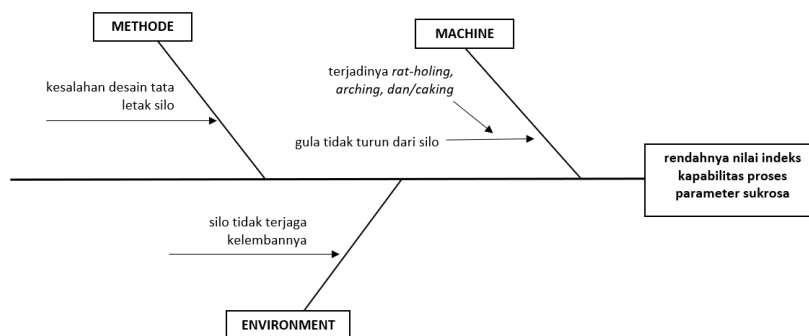 METHODE
MACHINE
kesalahan desain tata
letak silo
terjadinya rat-holing,
arching, dan/caking
gula tidak turun dari silo
rendahnya nilai indeks
kapabilitas proses
parameter sukrosa
silo tidak terjaga
kelembannya
ENVIRONMENT